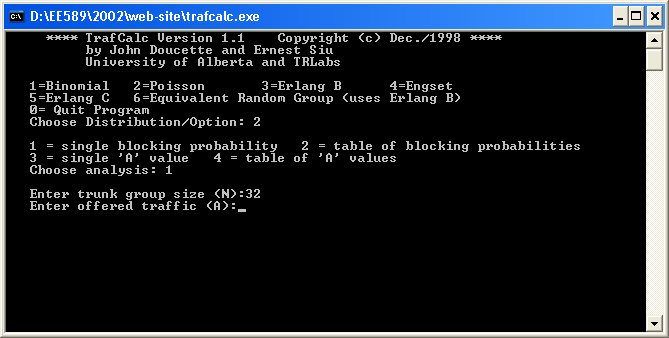 D:\EE589\2002\web-site\trafcalc.exe
**** TrafCalc Version 1.1 Copyright (c) Dec./1998 ****
by John Doucette and Ernest Siu
University of Alberta and TRLabs
1=Binomial 2=Poisson 3=Erlang B 4=Engset
5=Erlang C 6=Equivalent Random Group (uses Erlang B)
0= Quit Program
Choose Distribution/Option: 2
1 = single blocking probability 2 = table of blocking probabilities
3 = single 'A' value 4 = table of 'A' values
Choose analysis: 1
Enter trunk group size (N):32
Enter offered traffic (A):_